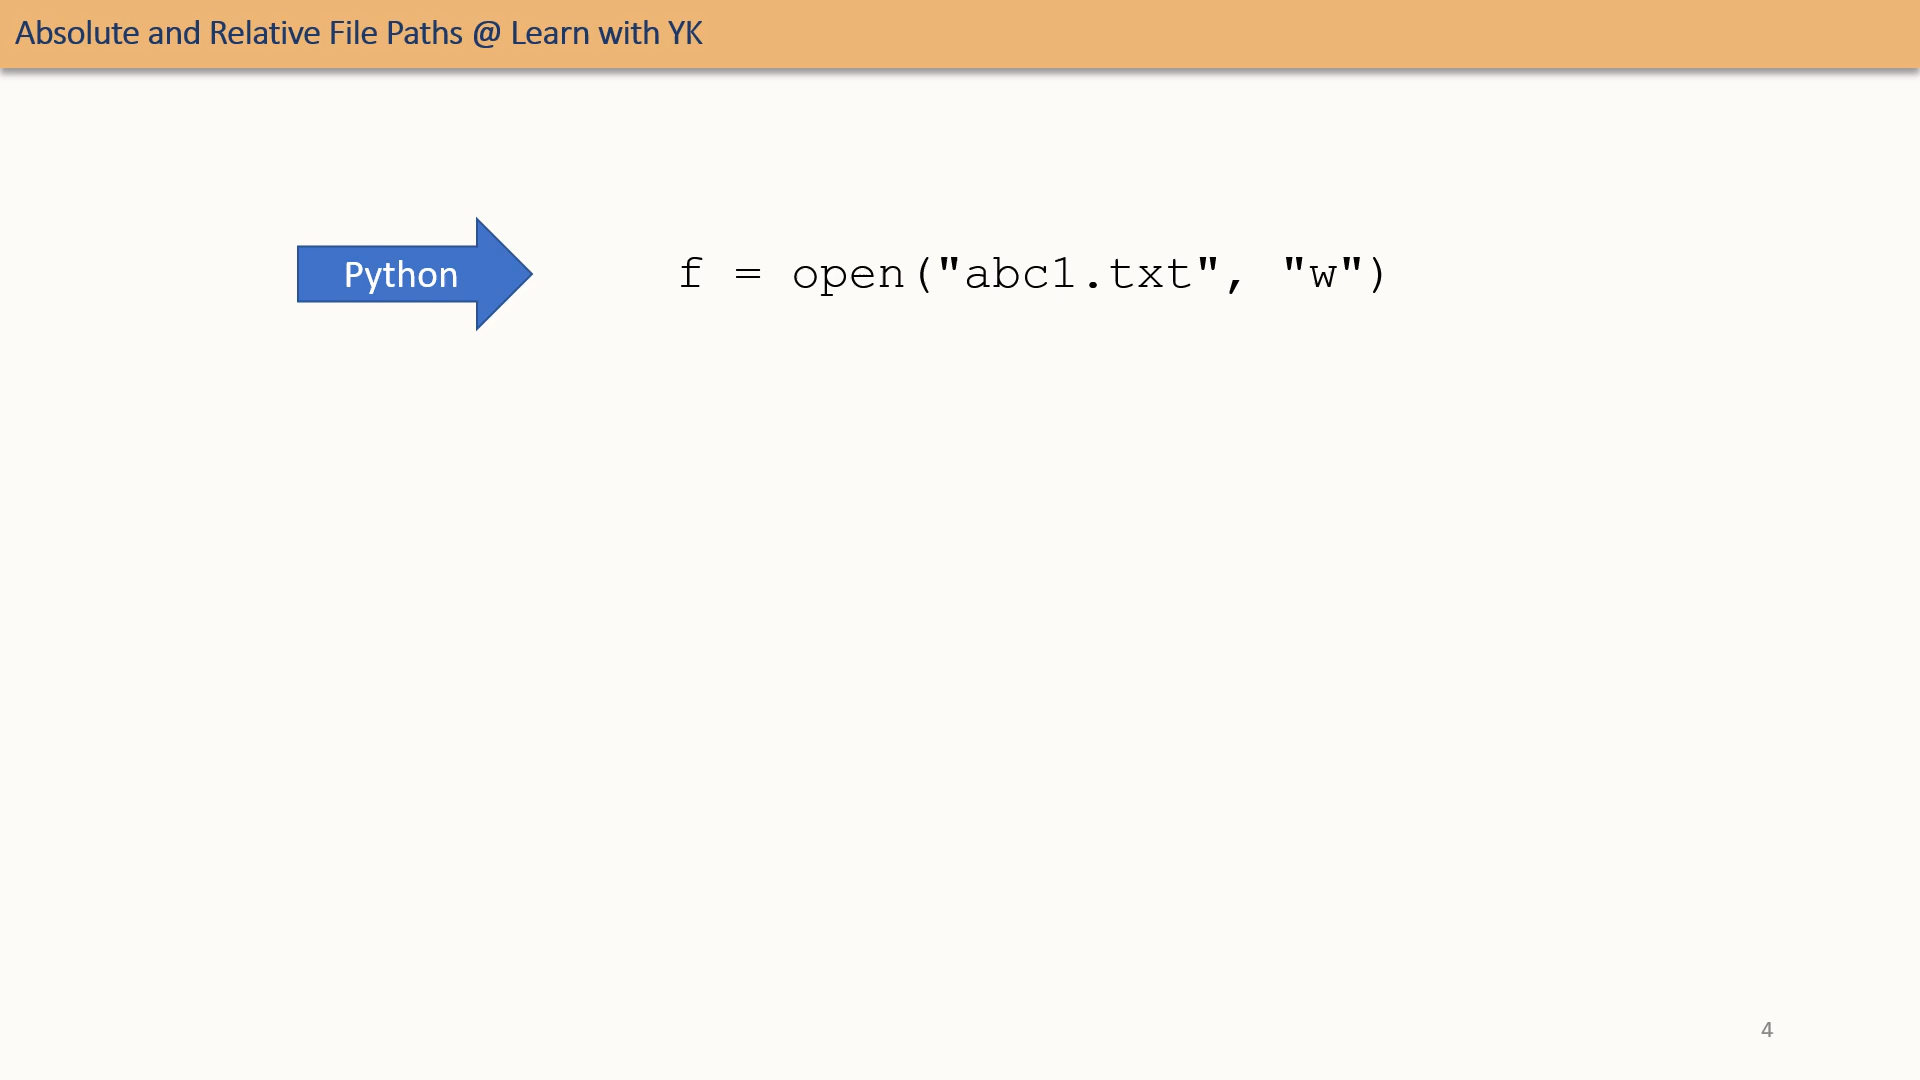 Absolute and Relative File Paths @ Learn with YK
Python
f = open("abc1.txt", "w")
4